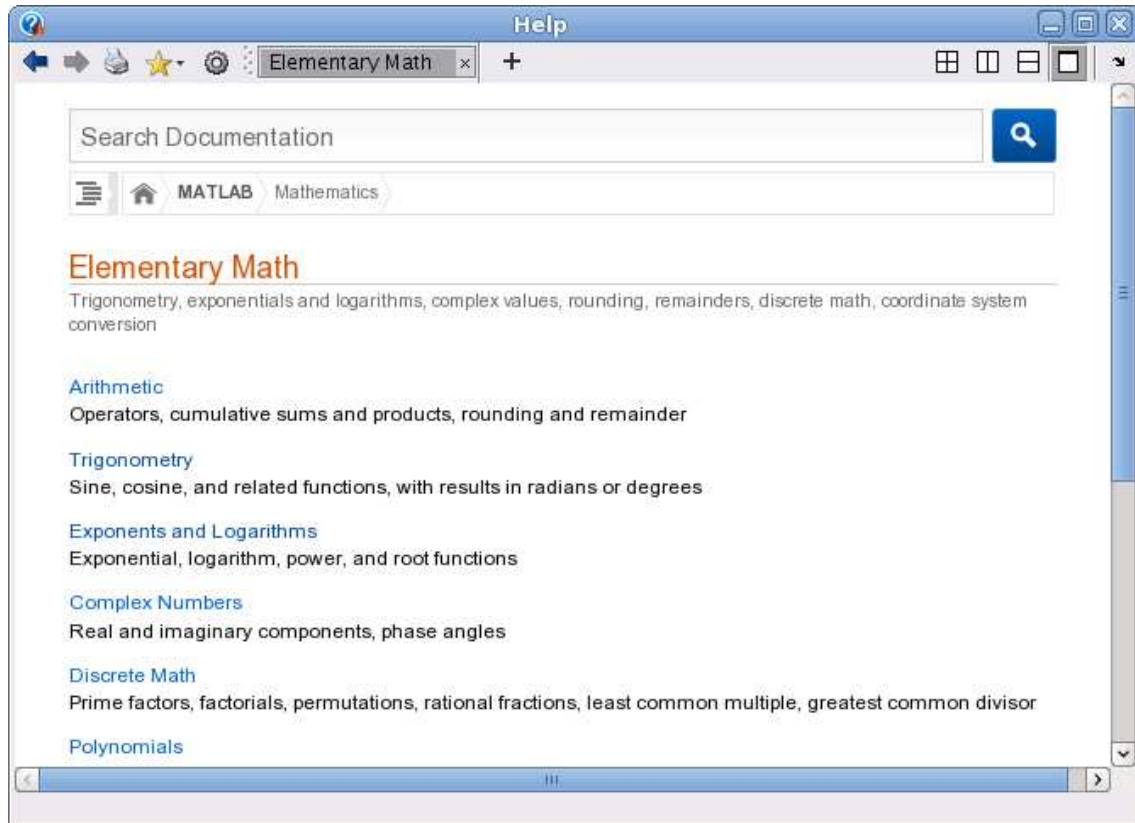 Help
Elementary Math
Search Documentation
MATLAB Mathematics
Elementary Math
Trigonometry, exponentials and logarithms, complex values, rounding, remainders, discrete math, coordinate system
conversion
Arithmetic
Operators, cumulative sums and products, rounding and remainder
Trigonometry
Sine, cosine, and related functions, with results in radians or degrees
Exponents and Logarithms
Exponential, logarithm, power, and root functions
Complex Numbers
Real and imaginary components, phase angles
Discrete Math
Prime factors, factorials, permutations, rational fractions, least common multiple, greatest common divisor
Polynomials